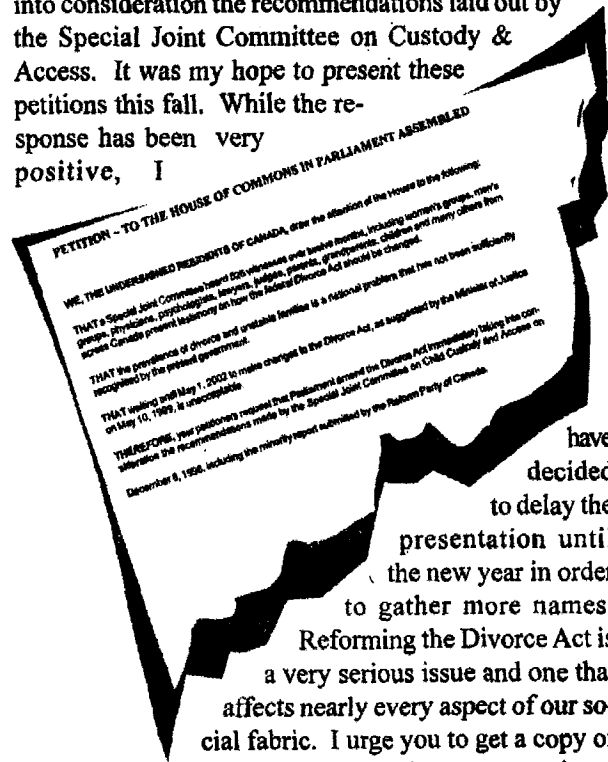 into consideration the recommendations laid out by
the Special Joint Committee on Custody &
Access. It was my hope to present these
petitions this fall. While the re-
sponse has been very
positive, I
PETITION – TO THE HOUSE OF COMMONS IN PARLIAMENT ASSEMBLED
WE, THE UNDERSIGNED RESIDENTS OF CANADA, draw the attention of the House to the following:
THAT a Special Joint Committee heard witnesses over twelve months, including women's groups, men's
groups, physicians, psychologists, lawyers, judges, parents, grandparents, children and many others from
across Canada present testimony on how the federal Divorce Act should be changed.
THAT the prevalence of divorce and unstable families is a national problem that has not been sufficiently
recognised by the present government.
THAT waiting until May 1, 2002 to make changes to the Divorce Act, as suggested by the Minister of Justice
on May 10, 1999, is unacceptable.
THEREFORE, your petitioners request that Parliament amend the Divorce Act immediately taking into con-
sideration the recommendations made by the Special Joint Committee on Child Custody and Access on
December 9, 1998, including the minority report submitted by the Reform Party of Canada.
have
decided
to delay the
presentation unti
the new year in order
to gather more names
Reforming the Divorce Act is
a very serious issue and one tha
affects nearly every aspect of our so-
cial fabric. I urge you to get a copy of